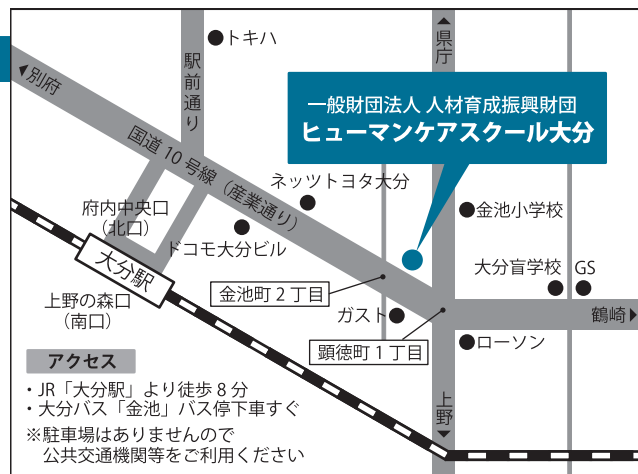 トキハ
駅前通り
▲県庁
◀別府
国道10号線（産業通り）
一般財団法人 人材育成振興財団
ヒューマンケアスクール大分
ネッツトヨタ大分
府内中央口
（北口）
ドコモ大分ビル
金池小学校
大分駅
大分盲学校
GS
上野の森口
（南口）
金池町2丁目
ガスト
鶴崎▶
顕徳町1丁目
ローソン
上野▼
アクセス
・JR「大分駅」より徒歩8分
・大分バス「金池」バス停下車すぐ
※駐車場はありませんので
公共交通機関等をご利用ください